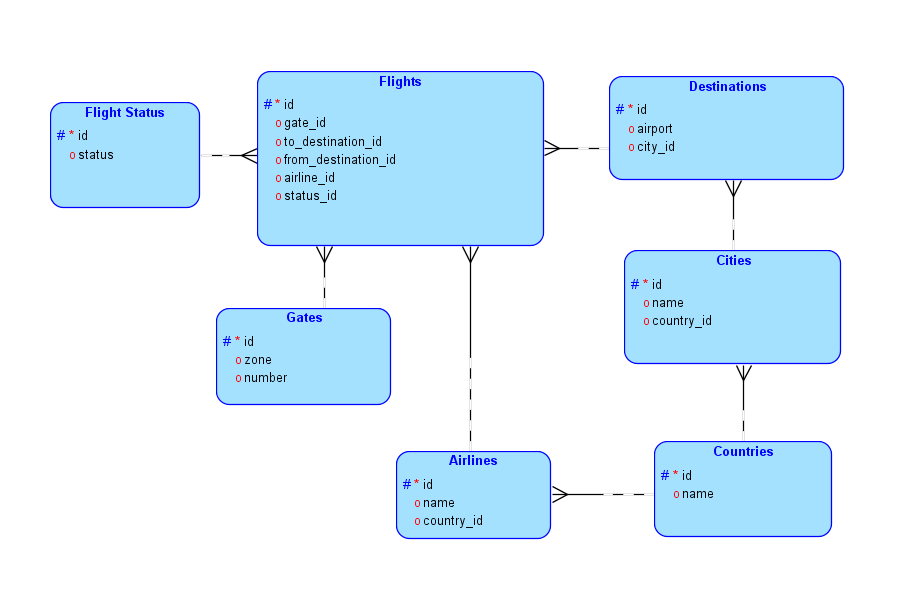 Flight Status
# * id
o status
Flights
# * id
o gate_id
o to_destination_id
o from_destination_id
o airline_id
o status_id
Destinations
# * id
o airport
o city_id
Gates
# * id
o zone
o number
Cities
# * id
o name
o country_id
Airlines
# * id
o name
o country_id
Countries
# * id
o name